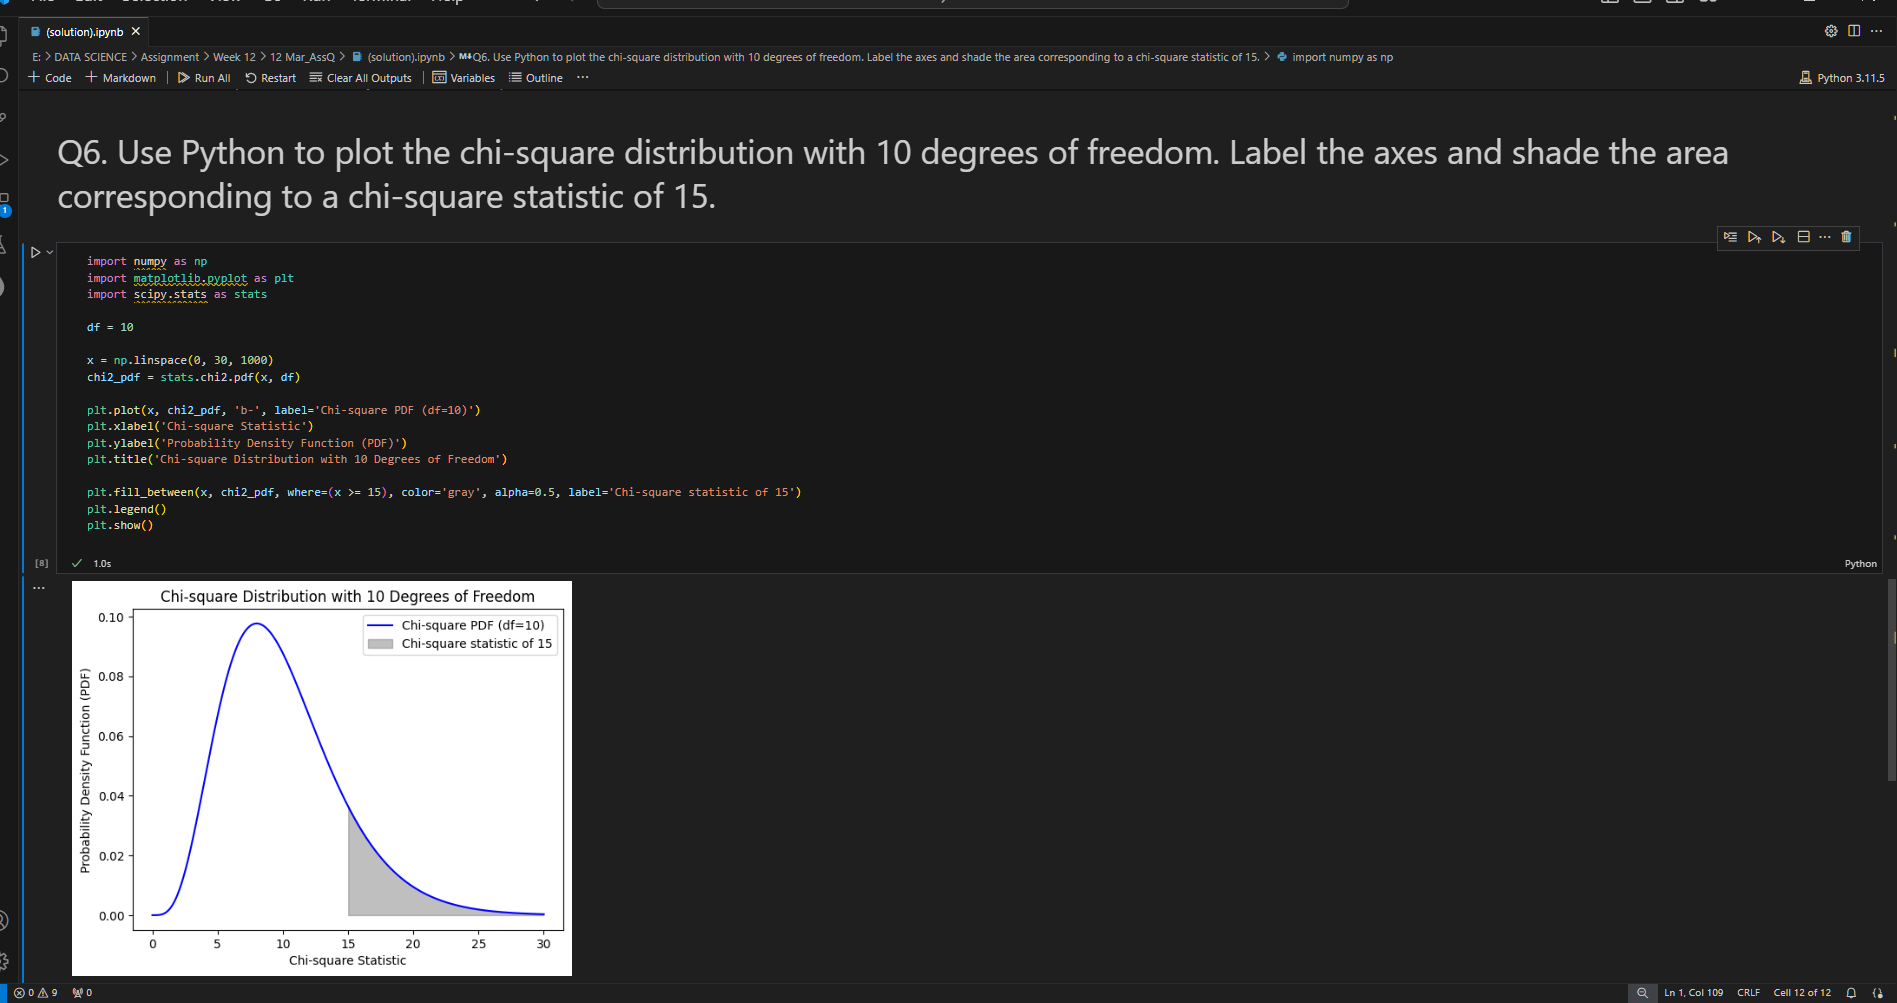 (solution).ipynb
E: > DATA SCIENCE > Assignment > Week 12 > 12 Mar_AssQ > (solution).ipynb > M↓Q6. Use Python to plot the chi-square distribution with 10 degrees of freedom. Label the axes and shade the area corresponding to a chi-square statistic of 15. > import numpy as np
+ Code + Markdown Run All Restart Clear All Outputs Variables Outline ... Python 3.11.5
Q6. Use Python to plot the chi-square distribution with 10 degrees of freedom. Label the axes and shade the area
corresponding to a chi-square statistic of 15.
1
import numpy as np
import matplotlib.pyplot as plt
import scipy.stats as stats
df = 10
x = np.linspace(0, 30, 1000)
chi2_pdf = stats.chi2.pdf(x, df)
plt.plot(x, chi2_pdf, 'b-', label='Chi-square PDF (df=10)')
plt.xlabel('Chi-square Statistic')
plt.ylabel('Probability Density Function (PDF)')
plt.title('Chi-square Distribution with 10 Degrees of Freedom')
plt.fill_between(x, chi2_pdf, where=(x >= 15), color='gray', alpha=0.5, label='Chi-square statistic of 15')
plt.legend()
plt.show()
[8] 1.0s Python
Chi-square Distribution with 10 Degrees of Freedom
Chi-square PDF (df=10)
Chi-square statistic of 15
Probability Density Function (PDF)
0.10
0.08
0.06
0.04
0.02
0.00
0 5 10 15 20 25 30
Chi-square Statistic
0 9 0 Ln 1, Col 109 CRLF Cell 12 of 12